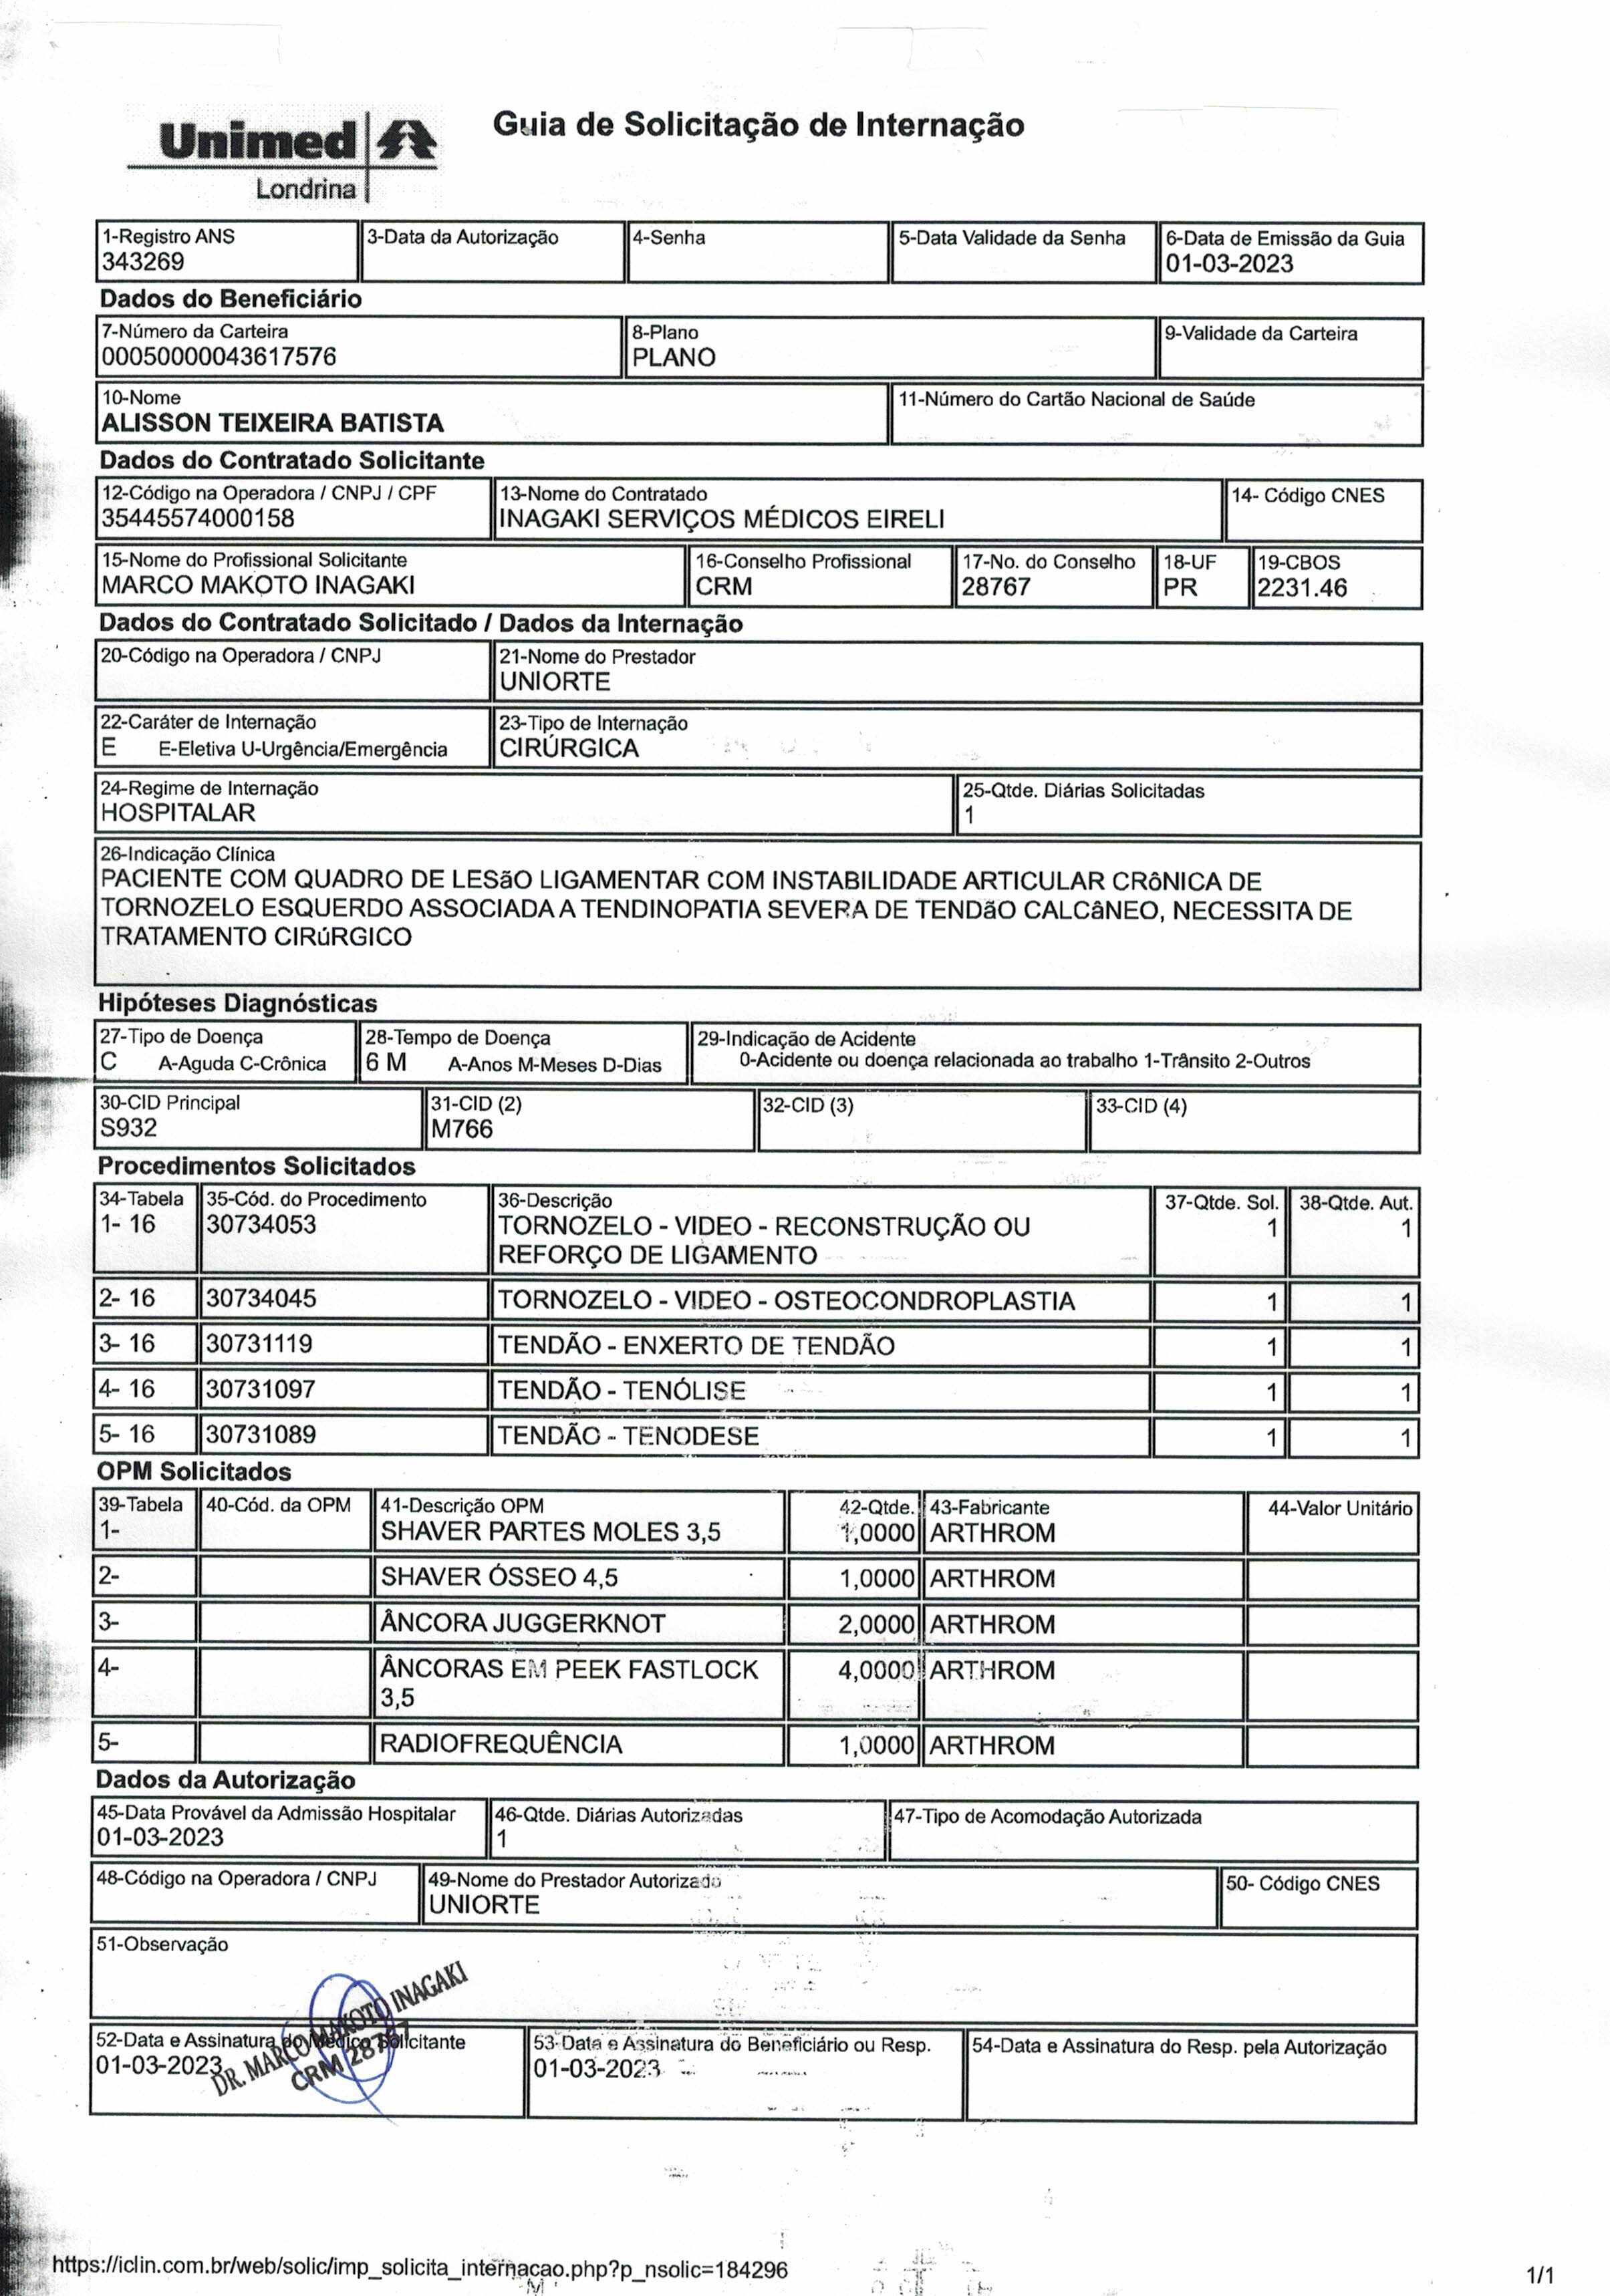 Unimed
Londrina
Guia de Solicitação de Internação
1-Registro ANS
343269
3-Data da Autorização
4-Senha
5-Data Validade da Senha
6-Data de Emissão da Guia
01-03-2023
Dados do Beneficiário
7-Número da Carteira
00050000043617576
8-Plano
PLANO
9-Validade da Carteira
10-Nome
ALISSON TEIXEIRA BATISTA
11-Número do Cartão Nacional de Saúde
Dados do Contratado Solicitante
12-Código na Operadora / CNPJ / CPF
35445574000158
13-Nome do Contratado
INAGAKI SERVIÇOS MÉDICOS EIRELI
14- Código CNES
15-Nome do Profissional Solicitante
MARCO MAKOTO INAGAKI
16-Conselho Profissional
CRM
17-No. do Conselho
28767
18-UF
PR
19-CBOS
2231.46
Dados do Contratado Solicitado / Dados da Internação
20-Código na Operadora / CNPJ
21-Nome do Prestador
UNIORTE
22-Caráter de Internação
E E-Eletiva U-Urgência/Emergência
23-Tipo de Internação
CIRÚRGICA
24-Regime de Internação
HOSPITALAR
25-Qtde. Diárias Solicitadas
1
26-Indicação Clínica
PACIENTE COM QUADRO DE LESãO LIGAMENTAR COM INSTABILIDADE ARTICULAR CRôNICA DE
TORNOZELO ESQUERDO ASSOCIADA A TENDINOPATIA SEVERA DE TENDãO CALCâNEO, NECESSITA DE
TRATAMENTO CIRúRGICO
Hipóteses Diagnósticas
27-Tipo de Doença
C A-Aguda C-Crônica
28-Tempo de Doença
6 M A-Anos M-Meses D-Dias
29-Indicação de Acidente
0-Acidente ou doença relacionada ao trabalho 1-Trânsito 2-Outros
30-CID Principal
S932
31-CID (2)
M766
32-CID (3)
33-CID (4)
Procedimentos Solicitados
34-Tabela 35-Cód. do Procedimento 36-Descrição 37-Qtde. Sol. 38-Qtde. Aut.
1- 16 30734053 TORNOZELO - VIDEO - RECONSTRUÇÃO OU 1 1
REFORÇO DE LIGAMENTO
2- 16 30734045 TORNOZELO - VIDEO - OSTEOCONDROPLASTIA 1 1
3- 16 30731119 TENDÃO - ENXERTO DE TENDÃO 1 1
4- 16 30731097 TENDÃO - TENÓLISE 1 1
5- 16 30731089 TENDÃO - TENODESE 1 1
OPM Solicitados
39-Tabela 40-Cód. da OPM 41-Descrição OPM 42-Qtde. 43-Fabricante 44-Valor Unitário
1- SHAVER PARTES MOLES 3,5 1,0000 ARTHROM
2- SHAVER ÓSSEO 4,5 1,0000 ARTHROM
3- ÂNCORA JUGGERKNOT 2,0000 ARTHROM
4- ÂNCORAS EM PEEK FASTLOCK 4,0000 ARTHROM
3,5
5- RADIOFREQUÊNCIA 1,0000 ARTHROM
Dados da Autorização
45-Data Provável da Admissão Hospitalar
01-03-2023
46-Qtde. Diárias Autorizadas
1
47-Tipo de Acomodação Autorizada
48-Código na Operadora / CNPJ
49-Nome do Prestador Autorizado
UNIORTE
50- Código CNES
51-Observação
52-Data e Assinatura do Médico Solicitante
01-03-2023
DR. MARCO MAKOTO INAGAKI
CRM 28767
53-Data e Assinatura do Beneficiário ou Resp.
01-03-2023
54-Data e Assinatura do Resp. pela Autorização
https://iclin.com.br/web/solic/imp_solicita_internacao.php?p_nsolic=184296
1/1